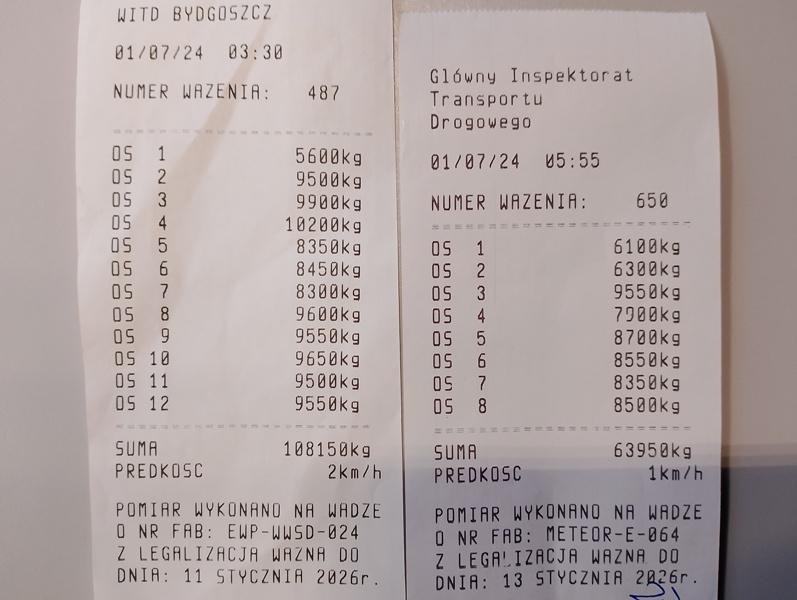 WITD BYDGOSZCZ
01/07/24 03:30
NUMER WAZENIA: 487
OS 1 5600kg
OS 2 9500kg
OS 3 9900kg
OS 4 10200kg
OS 5 8350kg
OS 6 8450kg
OS 7 8300kg
OS 8 9600kg
OS 9 9550kg
OS 10 9650kg
OS 11 9500kg
OS 12 9550kg
SUMA 108150kg
PREDKOSC 2km/h
POMIAR WYKONANO NA WADZE
O NR FAB: EWP-WWSD-024
Z LEGALIZACJA WAZNA DO
DNIA: 11 STYCZNIA 2026r.
Główny Inspektorat
Transportu
Drogowego
01/07/24 05:55
NUMER WAZENIA: 650
OS 1 6100kg
OS 2 6300kg
OS 3 9550kg
OS 4 7900kg
OS 5 8700kg
OS 6 8550kg
OS 7 8350kg
OS 8 8500kg
SUMA 63950kg
PREDKOSC 1km/h
POMIAR WYKONANO NA WADZE
O NR FAB: METEOR-E-064
Z LEGALIZACJA WAZNA DO
DNIA: 13 STYCZNIA 2026r.